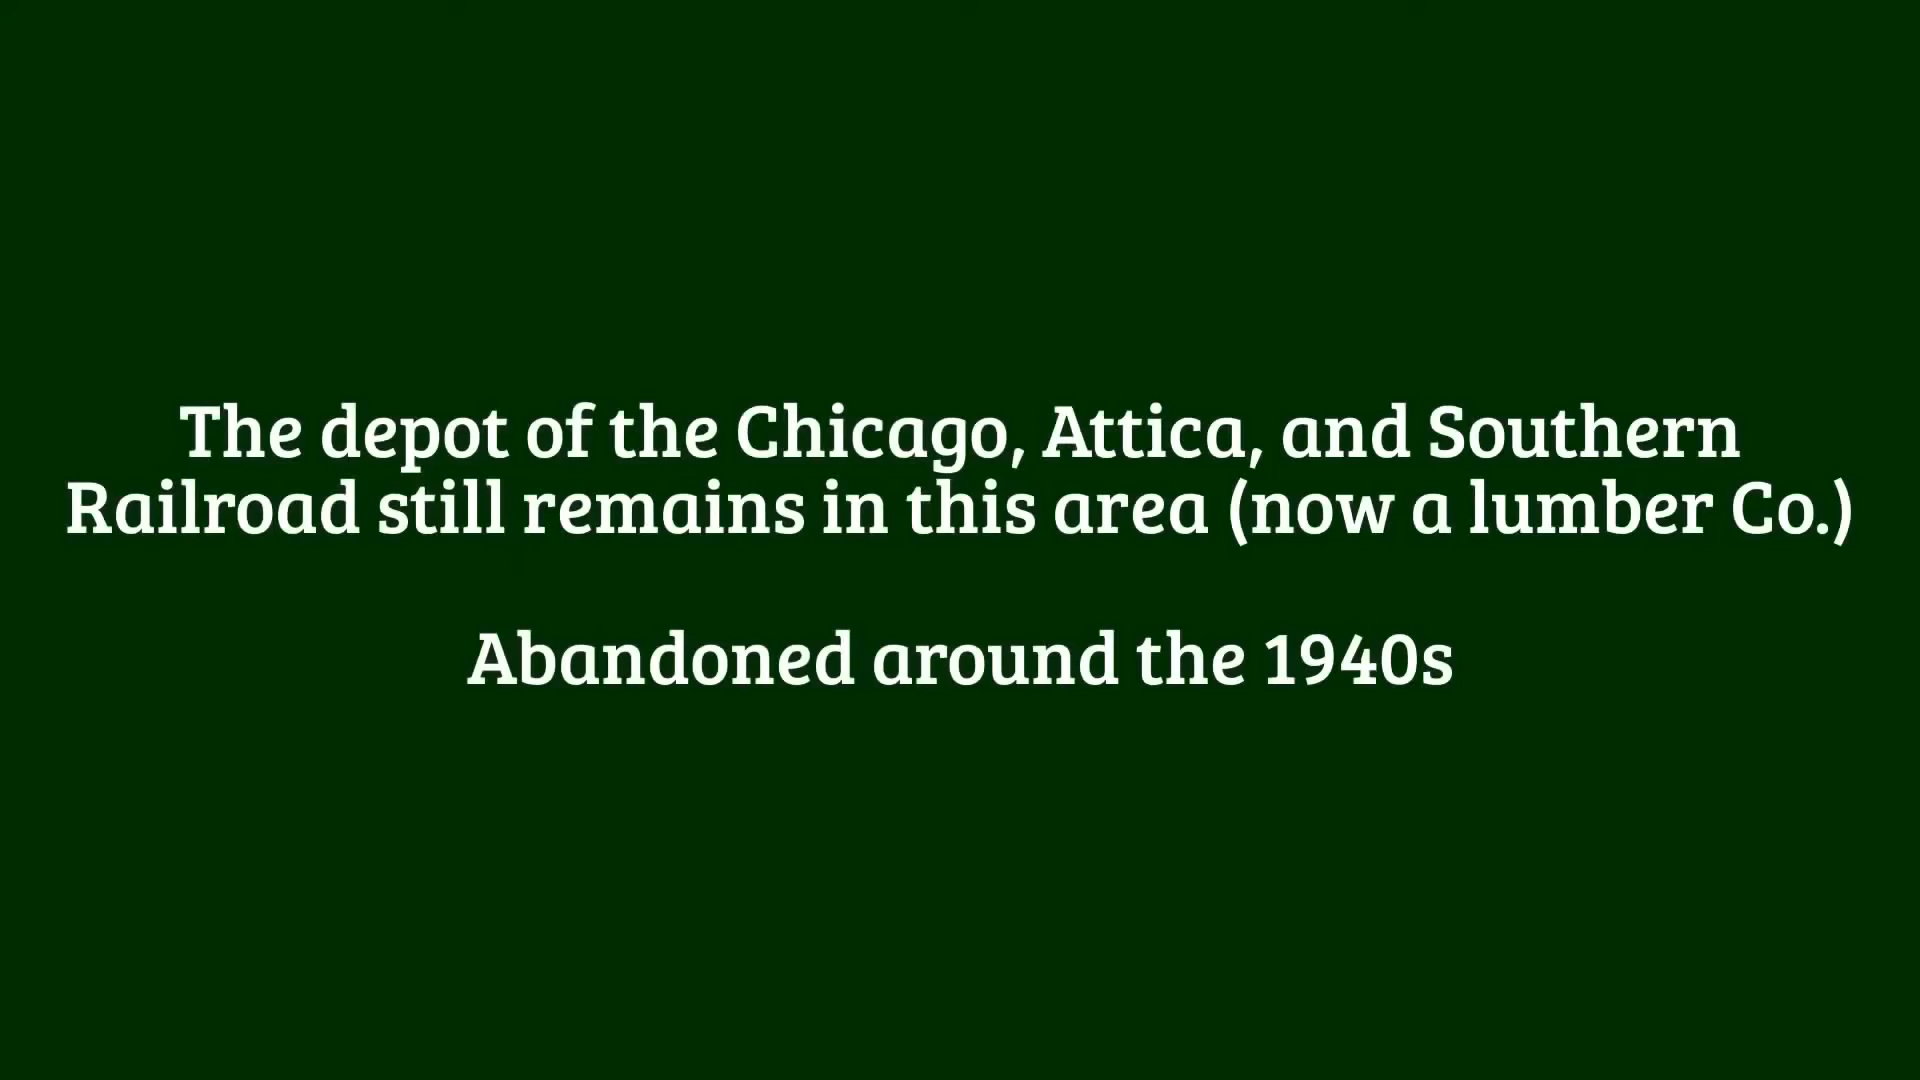 The depot of the Chicago, Attica, and Southern
Railroad still remains in this area (now a lumber Co.)
Abandoned around the 1940s